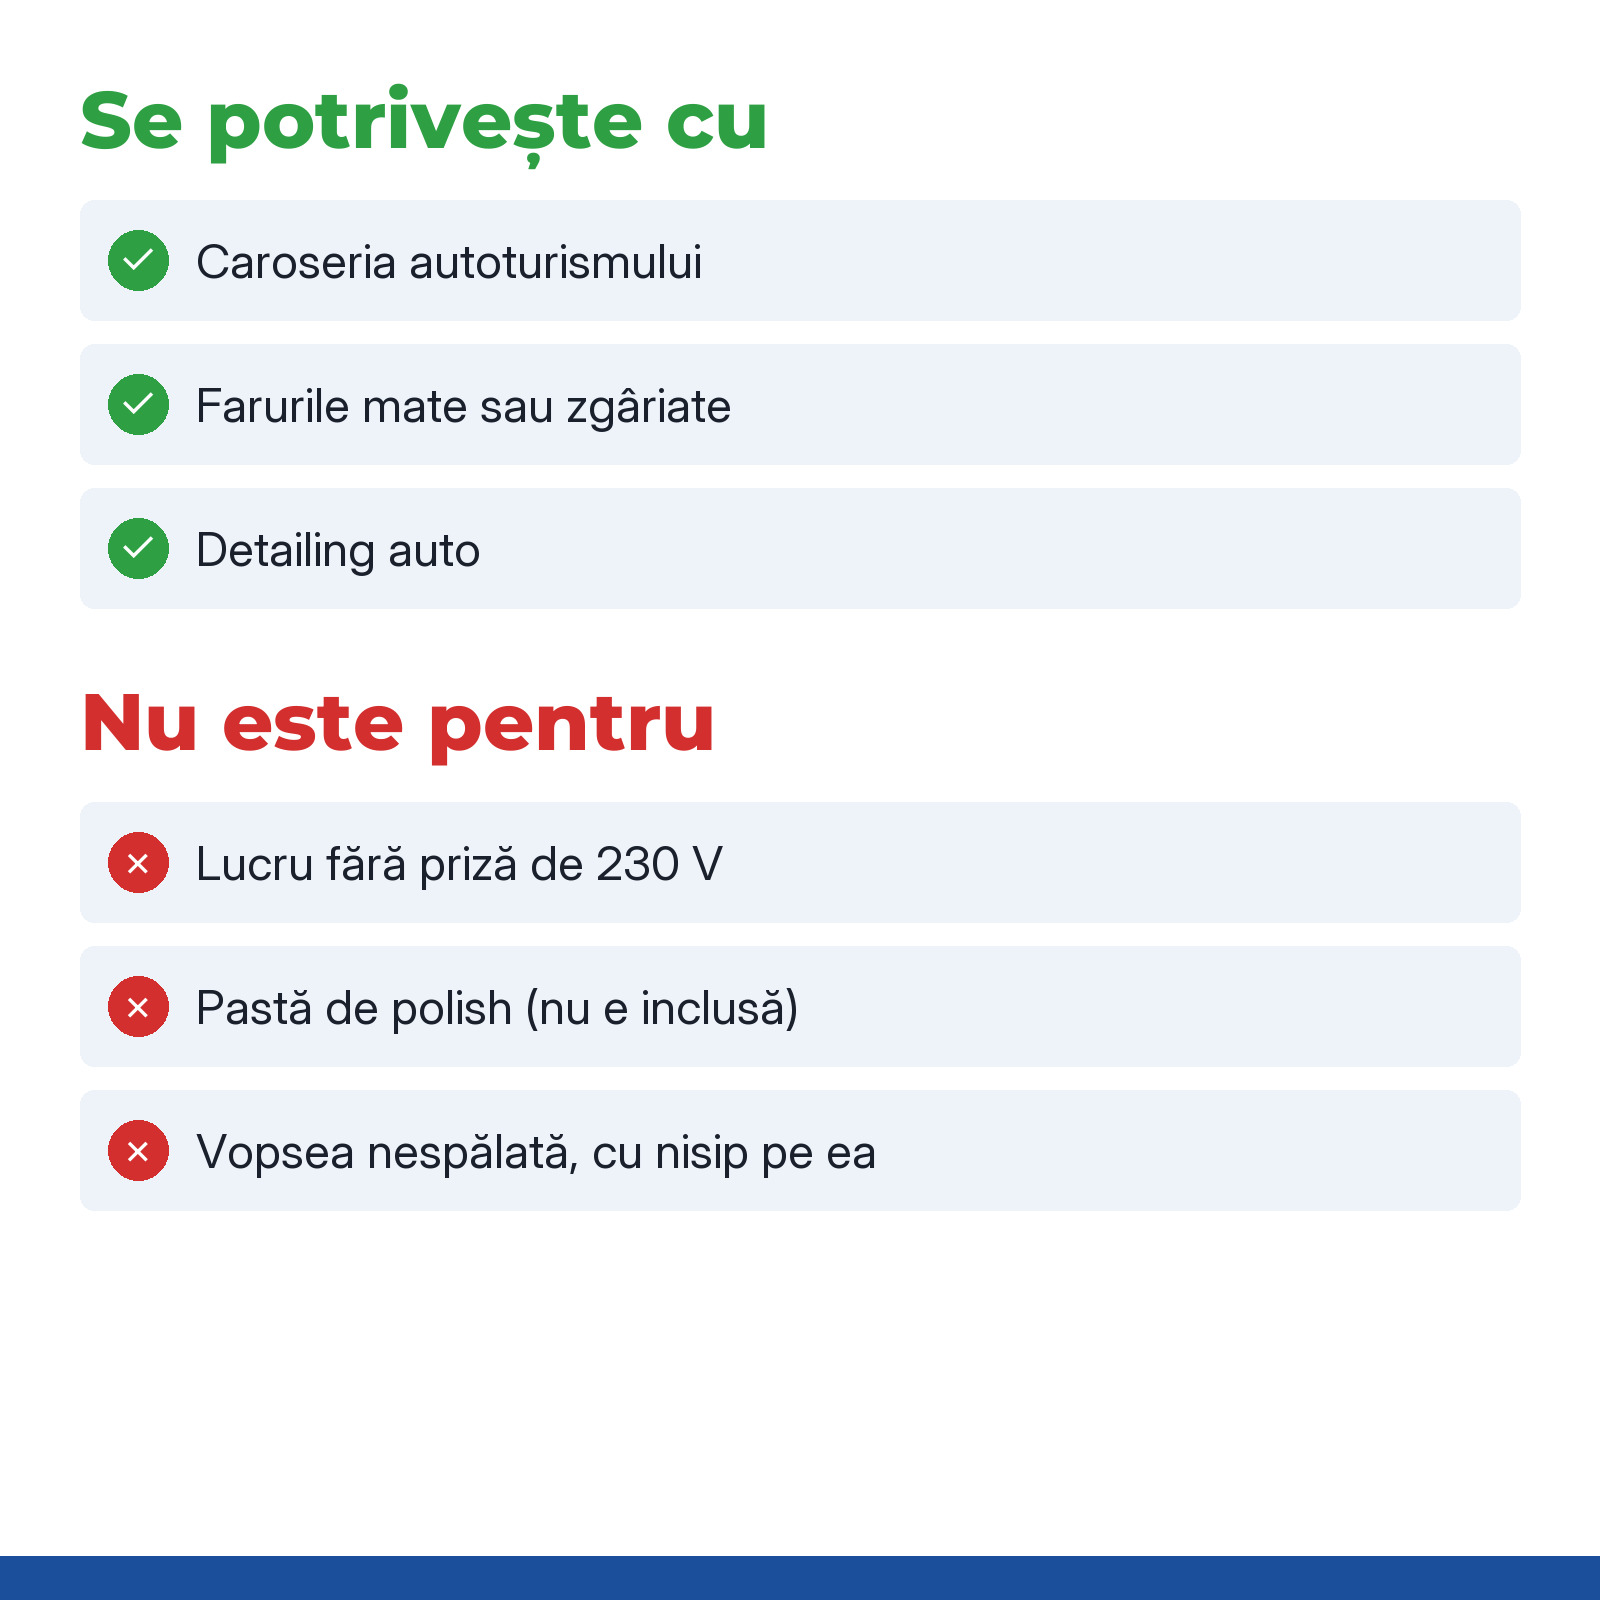 Se potrivește cu
Caroseria autoturismului
Farurile mate sau zgâriate
Detailing auto
Nu este pentru
Lucru fără priză de 230 V
Pastă de polish (nu e inclusă)
Vopsea nespălată, cu nisip pe ea